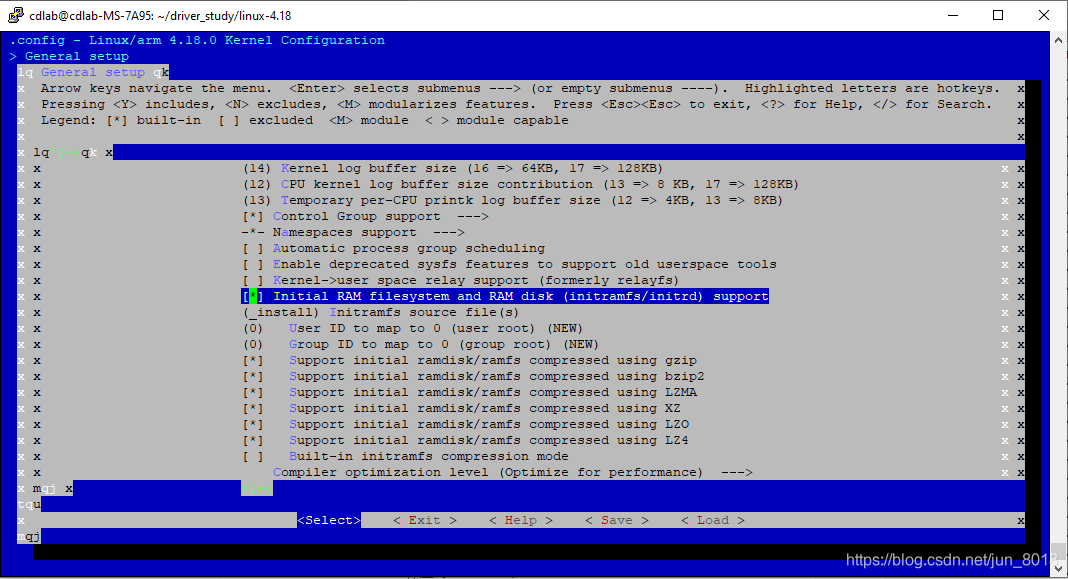 cdlab@cdlab-MS-7A95: ~/driver_study/linux-4.18
.config - Linux/arm 4.18.0 Kernel Configuration
> General setup
lq General setup qk
x  Arrow keys navigate the menu.  <Enter> selects submenus ---> (or empty submenus ----).  Highlighted letters are hotkeys.  x
x  Pressing <Y> includes, <N> excludes, <M> modularizes features.  Press <Esc><Esc> to exit, <?> for Help, </> for Search.  x
x  Legend: [*] built-in  [ ] excluded  <M> module  < > module capable  x
x x
x lq^(-)qk x
x x (14) Kernel log buffer size (16 => 64KB, 17 => 128KB) x x
x x (12) CPU kernel log buffer size contribution (13 => 8 KB, 17 => 128KB) x x
x x (13) Temporary per-CPU printk log buffer size (12 => 4KB, 13 => 8KB) x x
x x [*] Control Group support  ---> x x
x x -*- Namespaces support  ---> x x
x x [ ] Automatic process group scheduling x x
x x [ ] Enable deprecated sysfs features to support old userspace tools x x
x x [ ] Kernel->user space relay support (formerly relayfs) x x
x x [*] Initial RAM filesystem and RAM disk (initramfs/initrd) support x x
x x (_install) Initramfs source file(s) x x
x x (0)   User ID to map to 0 (user root) (NEW) x x
x x (0)   Group ID to map to 0 (group root) (NEW) x x
x x [*]   Support initial ramdisk/ramfs compressed using gzip x x
x x [*]   Support initial ramdisk/ramfs compressed using bzip2 x x
x x [*]   Support initial ramdisk/ramfs compressed using LZMA x x
x x [*]   Support initial ramdisk/ramfs compressed using XZ x x
x x [*]   Support initial ramdisk/ramfs compressed using LZO x x
x x [*]   Support initial ramdisk/ramfs compressed using LZ4 x x
x x [ ]   Built-in initramfs compression mode x x
x x Compiler optimization level (Optimize for performance)  ---> x x
x mqj x
tqu
x <Select>    < Exit >    < Help >    < Save >    < Load > x
mqj
https://blog.csdn.net/jun_8018